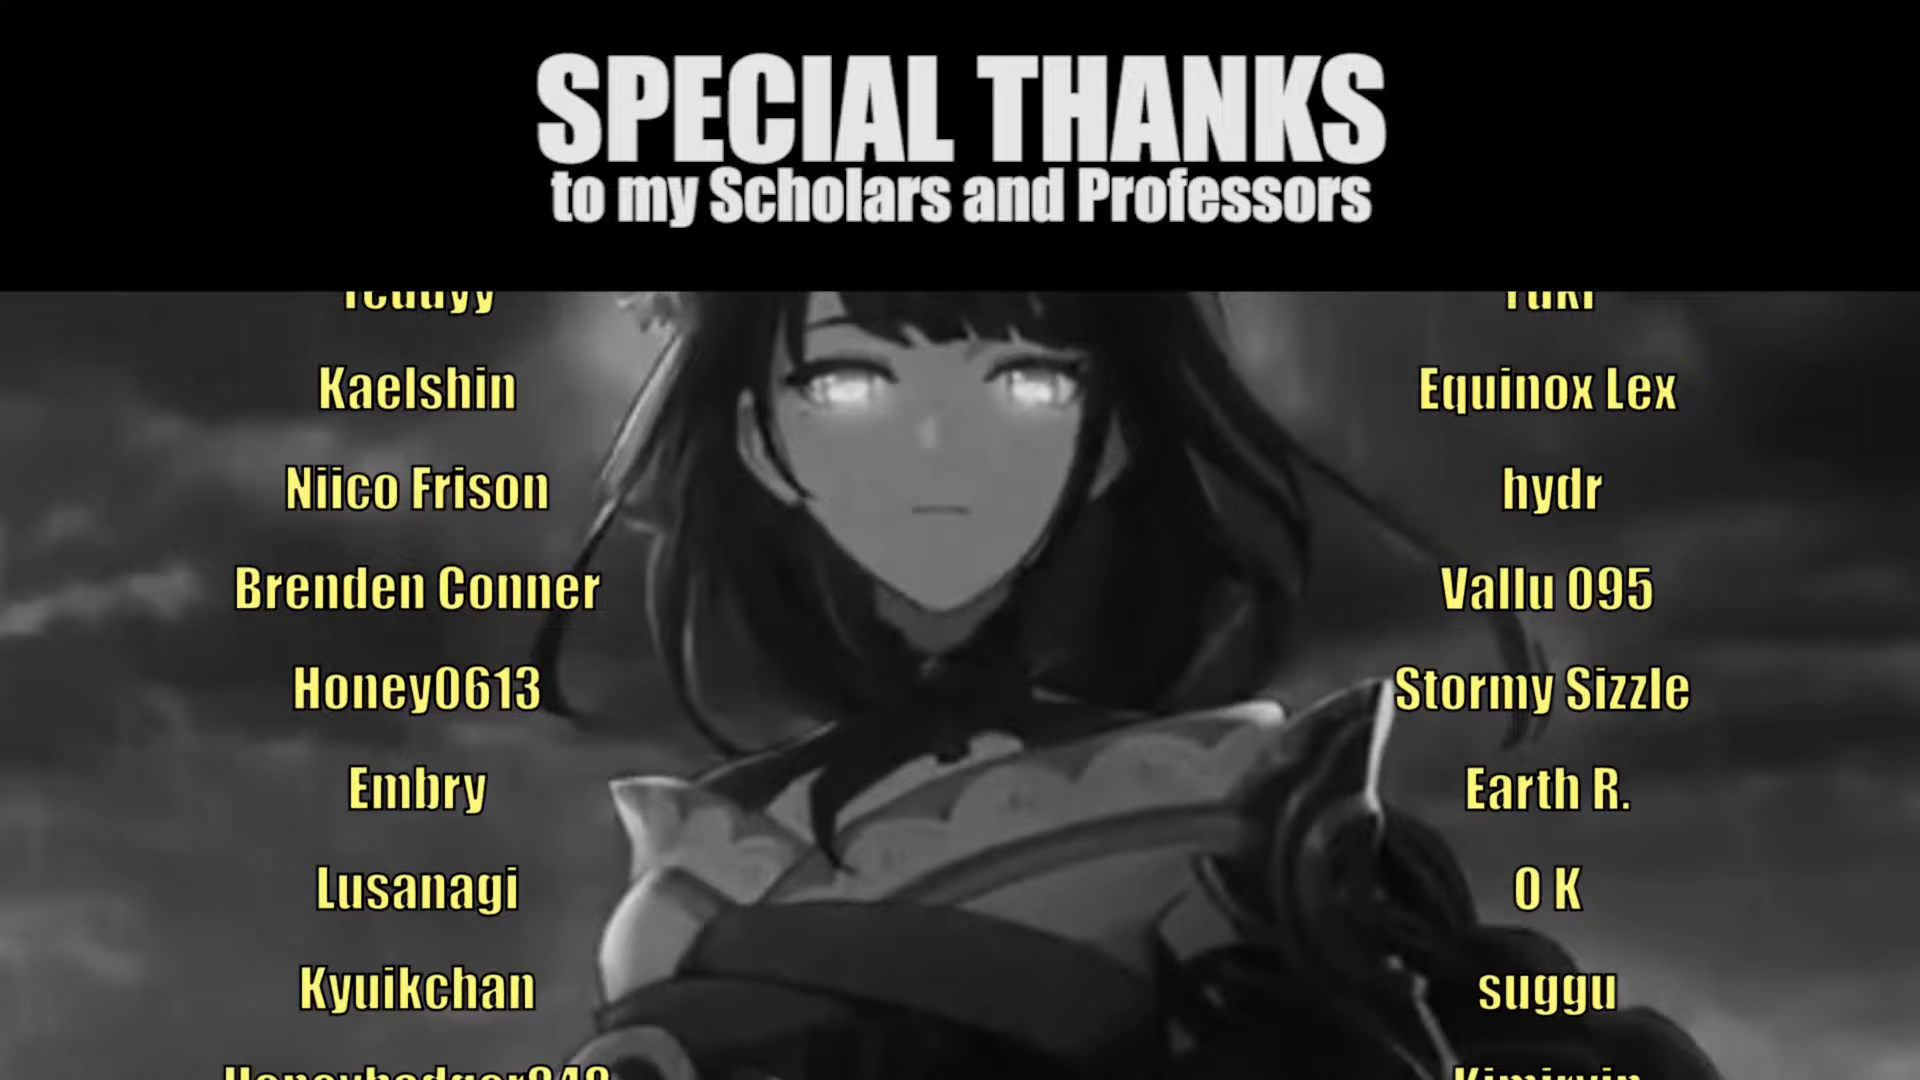 SPECIAL THANKS
to my Scholars and Professors
Kaelshin
Niico Frison
Brenden Conner
Honey0613
Embry
Lusanagi
Kyuikchan
Yuki
Equinox Lex
hydr
Vallu 095
Stormy Sizzle
Earth R.
O K
suggu